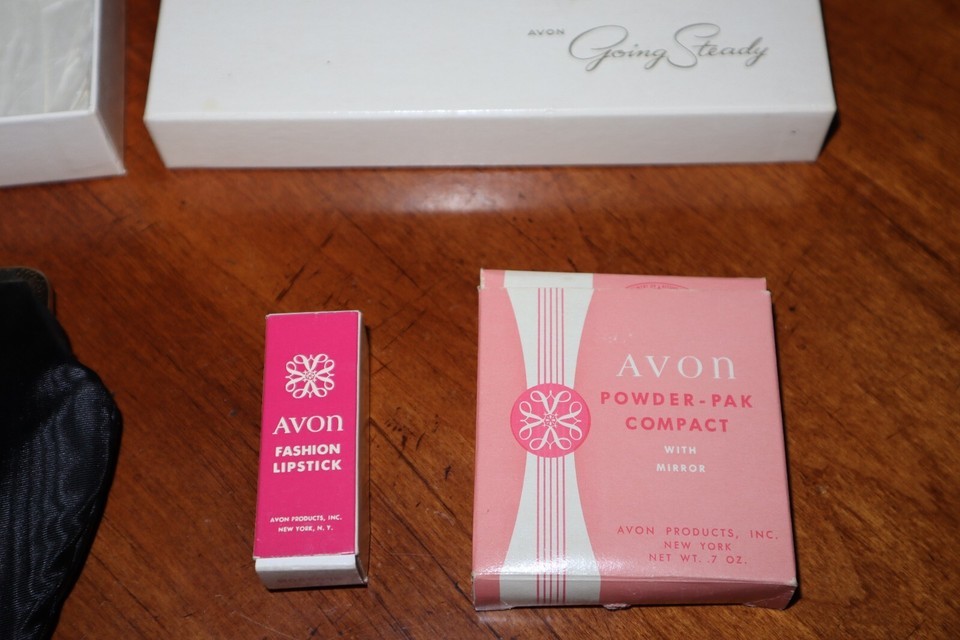 AVON Going Steady
AVON
FASHION
LIPSTICK
AVON PRODUCTS, INC.
NEW YORK, N. Y.
AVON
POWDER-PAK
COMPACT
WITH
MIRROR
AVON PRODUCTS, INC.
NEW YORK
NET WT. .7 OZ.